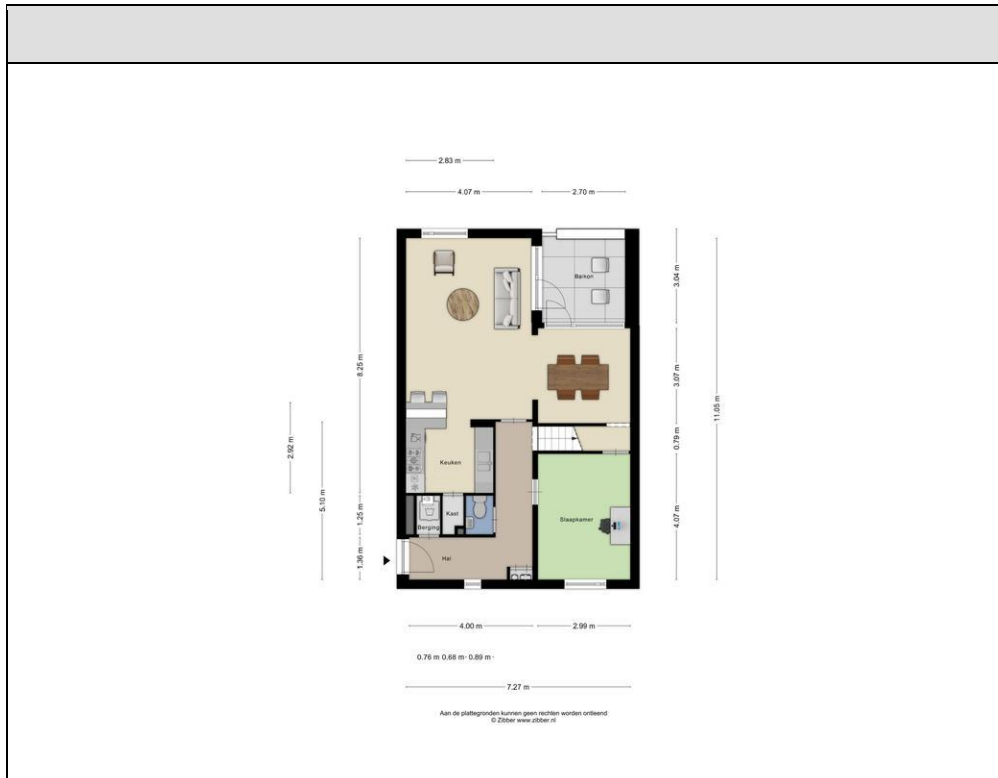 2.83 m
4.07 m
2.70 m
Balkon
3.04 m
8.25 m
3.07 m
11.05 m
2.92 m
0.79 m
Keuken
5.10 m
1.25 m
Kast
Berging
Slaapkamer
4.07 m
1.36 m
Hal
4.00 m
2.99 m
0.76 m 0.68 m 0.89 m
7.27 m
Aan de plattegronden kunnen geen rechten worden ontleend
© Zibber www.zibber.nl